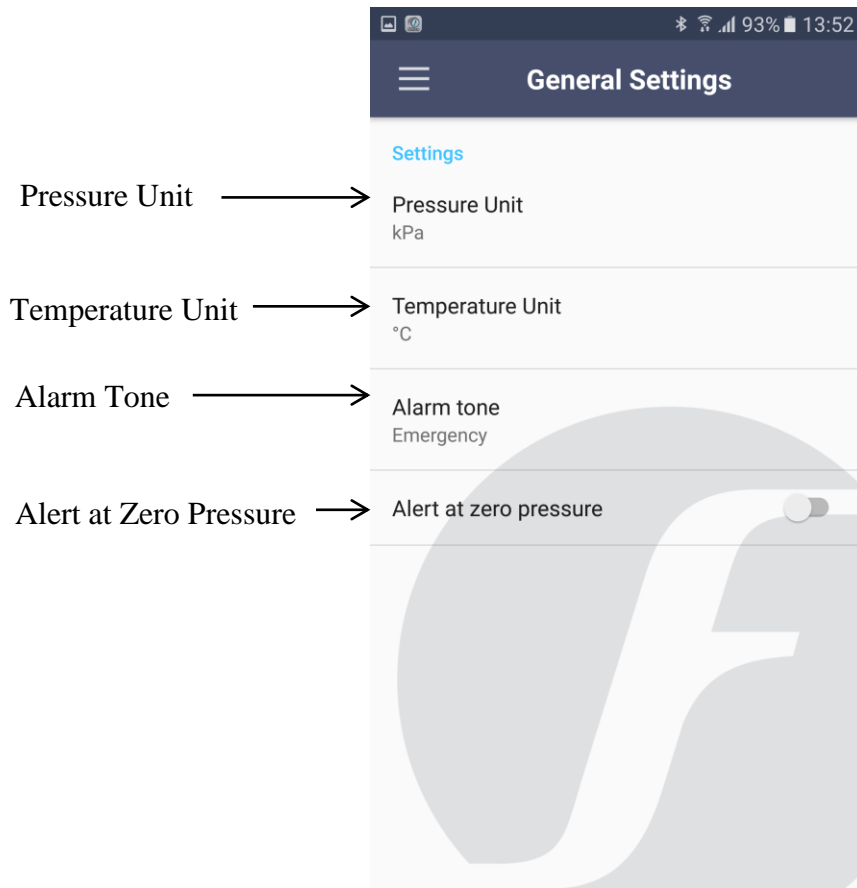 93% 13:52
General Settings
Settings
Pressure Unit
Pressure Unit
kPa
Temperature Unit
Temperature Unit
°C
Alarm Tone
Alarm tone
Emergency
Alert at Zero Pressure
Alert at zero pressure